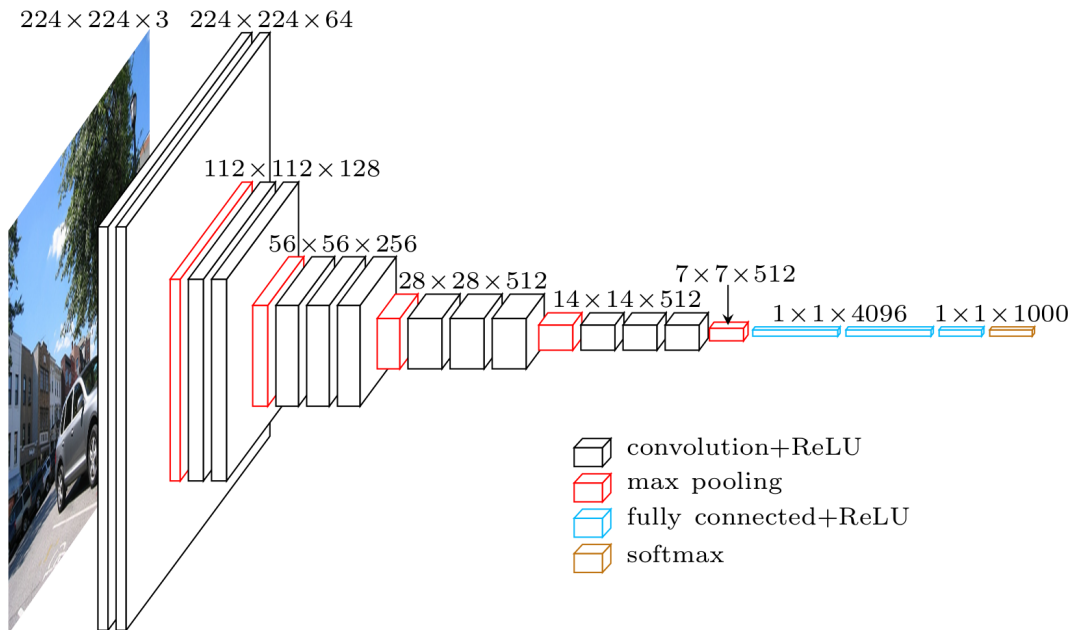 224×224×3
224×224×64
112×112×128
56×56×256
28×28×512
14×14×512
7×7×512
1×1×4096
1×1×1000
convolution+ReLU
max pooling
fully connected+ReLU
softmax